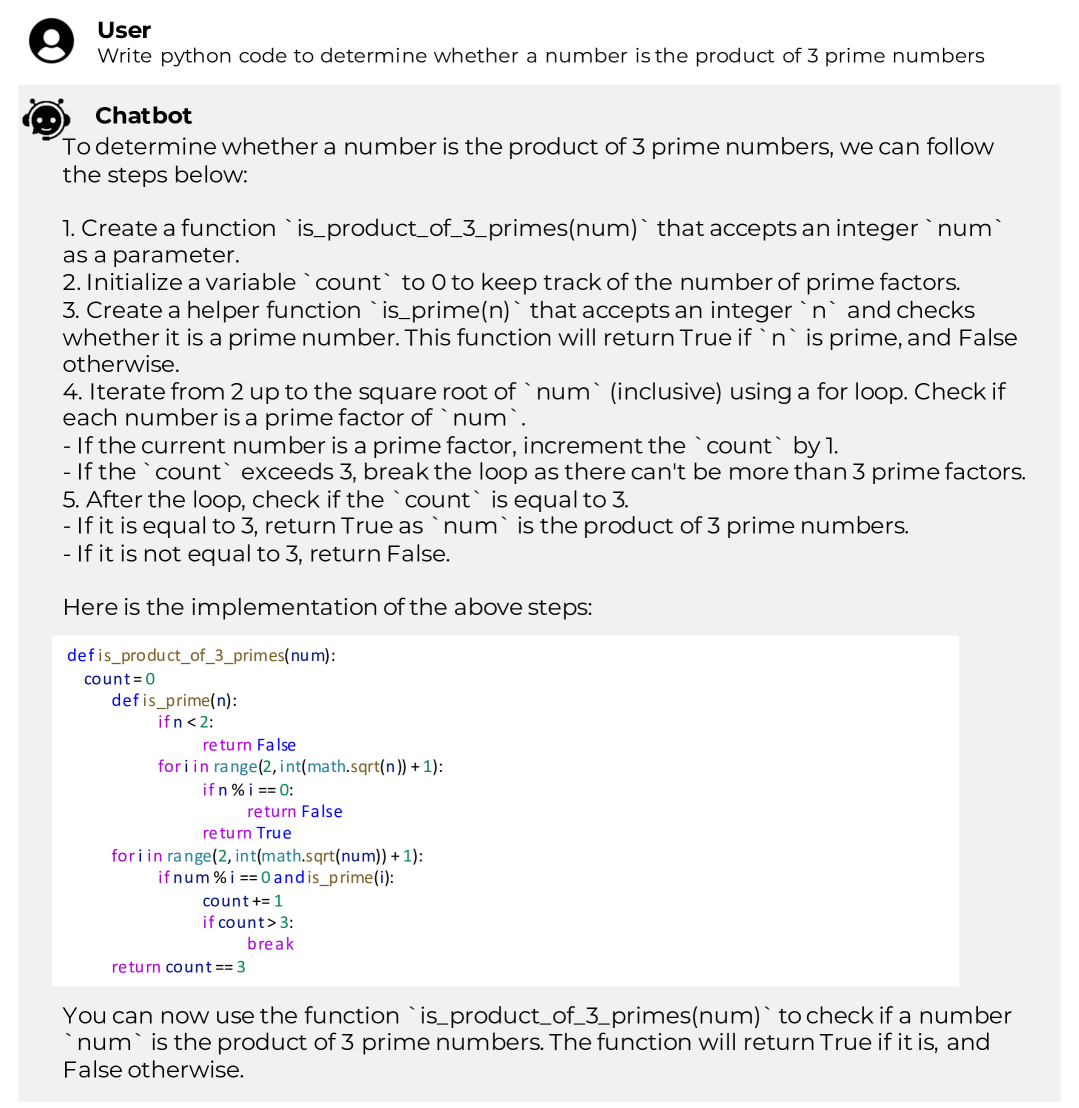 User
Write python code to determine whether a number is the product of 3 prime numbers
Chatbot
To determine whether a number is the product of 3 prime numbers, we can follow
the steps below:
1. Create a function `is_product_of_3_primes(num)` that accepts an integer `num`
as a parameter.
2. Initialize a variable `count` to 0 to keep track of the number of prime factors.
3. Create a helper function `is_prime(n)` that accepts an integer `n` and checks
whether it is a prime number. This function will return True if `n` is prime, and False
otherwise.
4. Iterate from 2 up to the square root of `num` (inclusive) using a for loop. Check if
each number is a prime factor of `num`.
- If the current number is a prime factor, increment the `count` by 1.
- If the `count` exceeds 3, break the loop as there can't be more than 3 prime factors.
5. After the loop, check if the `count` is equal to 3.
- If it is equal to 3, return True as `num` is the product of 3 prime numbers.
- If it is not equal to 3, return False.
Here is the implementation of the above steps:
def is_product_of_3_primes(num):
count = 0
def is_prime(n):
if n < 2:
return False
for i in range(2, int(math.sqrt(n)) + 1):
if n % i == 0:
return False
return True
for i in range(2, int(math.sqrt(num)) + 1):
if num % i == 0 and is_prime(i):
count += 1
if count > 3:
break
return count == 3
You can now use the function `is_product_of_3_primes(num)` to check if a number
`num` is the product of 3 prime numbers. The function will return True if it is, and
False otherwise.